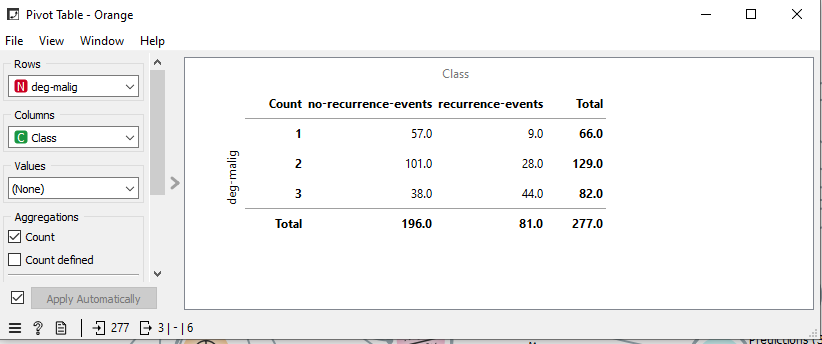 Pivot Table - Orange
File View Window Help
Rows
N deg-malig
Columns
C Class
Values
(None)
Aggregations
Count
Count defined
Apply Automatically
277 3 | - | 6
Class
Count no-recurrence-events recurrence-events Total
deg-malig
1 57.0 9.0 66.0
2 101.0 28.0 129.0
3 38.0 44.0 82.0
Total 196.0 81.0 277.0